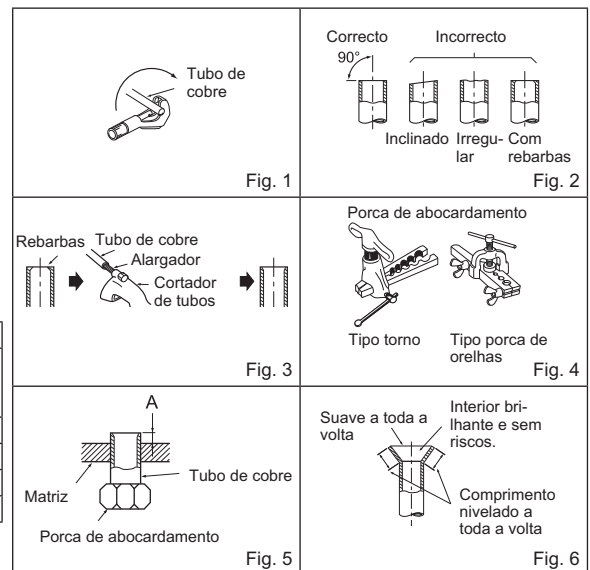 Tubo de
cobre
Fig. 1
Correcto
Incorrecto
90°
Inclinado
Irregu-
lar
Com
rebarbas
Fig. 2
Rebarbas
Tubo de cobre
Alargador
Cortador
de tubos
Fig. 3
Porca de abocardamento
Tipo torno
Tipo porca de
orelhas
Fig. 4
A
Tubo de cobre
Matriz
Porca de abocardamento
Fig. 5
Suave a toda a
volta
Interior bri-
lhante e sem
riscos.
Comprimento
nivelado a
toda a volta
Fig. 6